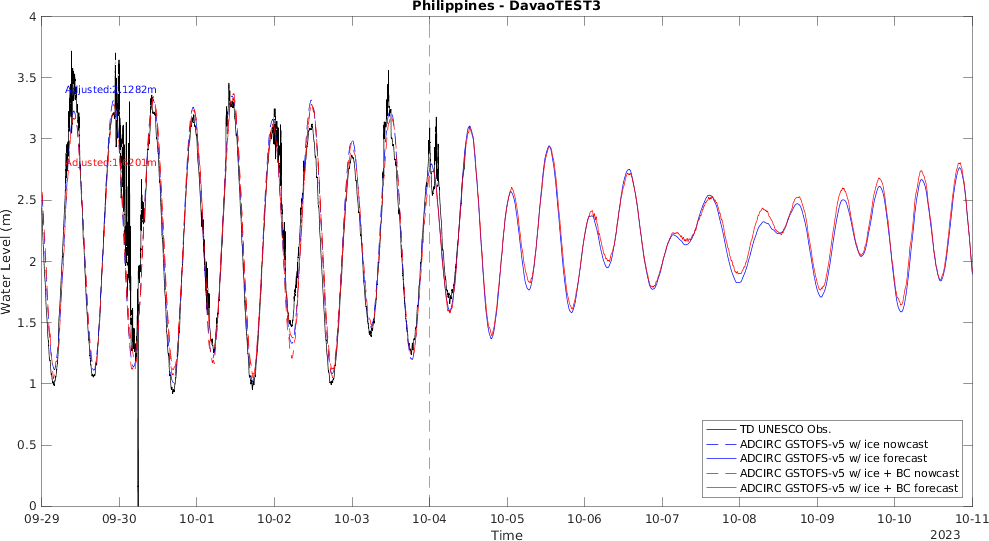 Philippines - DavaoTEST3
4
3.5
3
2.5
2
1.5
1
0.5
0
Water Level (m)
Adjusted:2.1282m
TD UNESCO Obs.
ADCIRC GSTOFS-v5 w/ ice nowcast
ADCIRC GSTOFS-v5 w/ ice forecast
ADCIRC GSTOFS-v5 w/ ice + BC nowcast
ADCIRC GSTOFS-v5 w/ ice + BC forecast
09-29 09-30 10-01 10-02 10-03 10-04 10-05 10-06 10-07 10-08 10-09 10-10 10-11
Time
2023